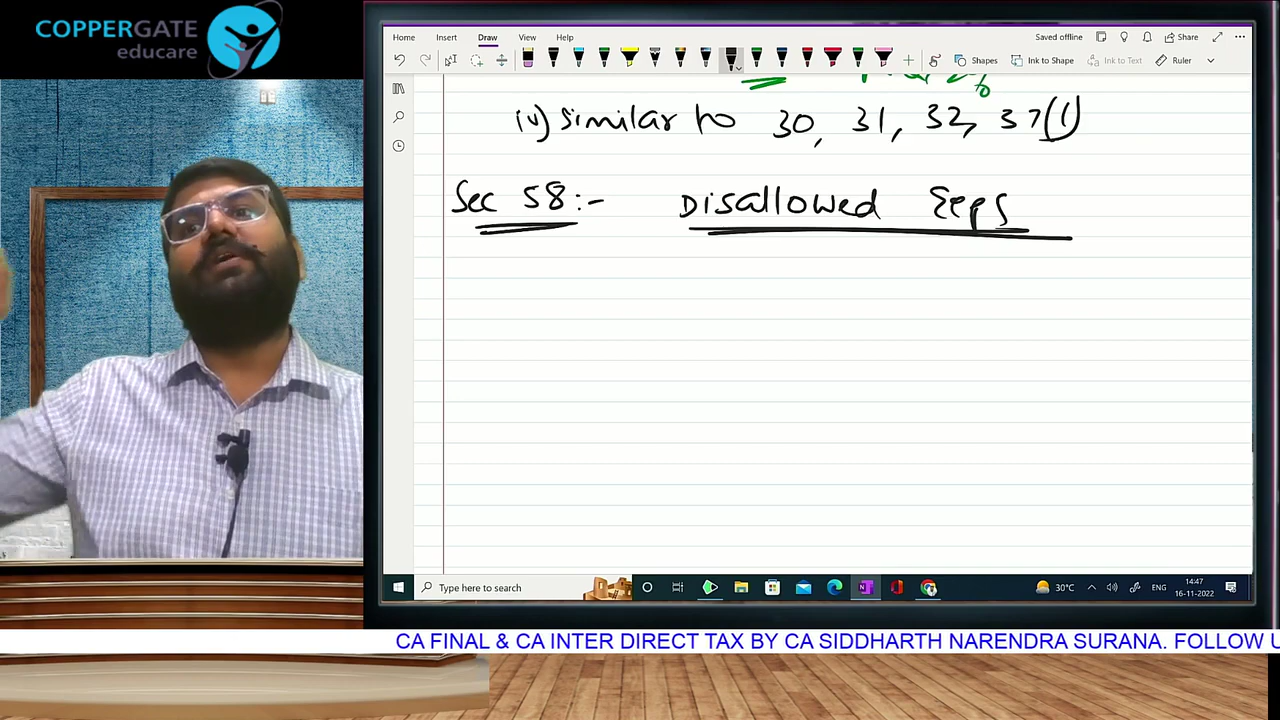 COPPERGATE
educare
Home Insert Draw View Help
Saved offline
Share
Shapes
Ink to Shape
Ink to Text
Ruler
iv) similar to 30, 31, 32, 37(1)
Sec 58:- Disallowed
Type here to search
30°C
ENG
14:47
16-11-2022
CA FINAL & CA INTER DIRECT TAX BY CA SIDDHARTH NARENDRA SURANA. FOLLOW U